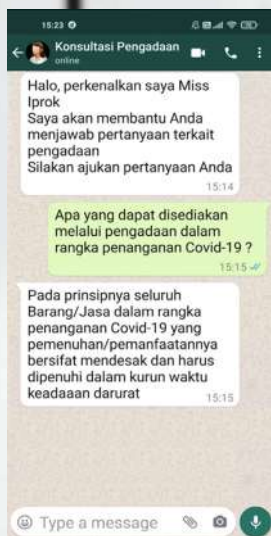 15:23
Konsultasi Pengadaan
online
Halo, perkenalkan saya Miss
Iprok
Saya akan membantu Anda
menjawab pertanyaan terkait
pengadaan
Silakan ajukan pertanyaan Anda
15:14
Apa yang dapat disediakan
melalui pengadaan dalam
rangka penanganan Covid-19 ?
15:15
Pada prinsipnya seluruh
Barang/Jasa dalam rangka
penanganan Covid-19 yang
pemenuhan/pemanfaatannya
bersifat mendesak dan harus
dipenuhi dalam kurun waktu
keadaaan darurat
15:15
Type a message